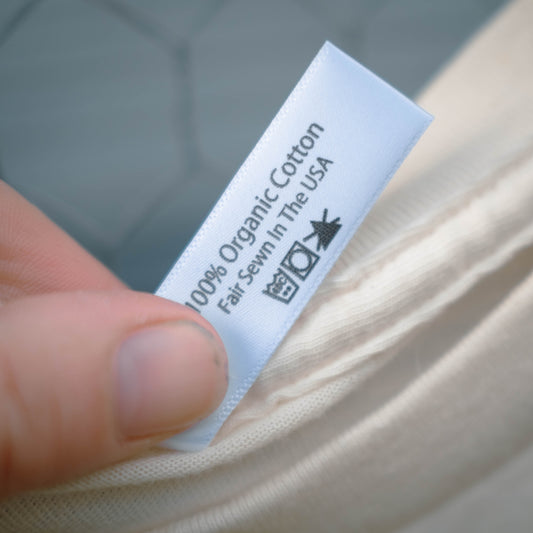 100% Organic Cotton
Fair Sewn In The USA